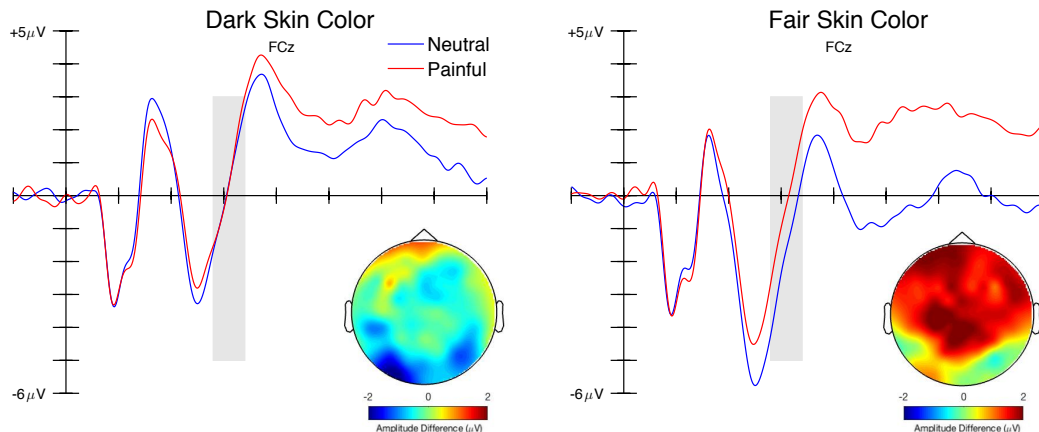 Dark Skin Color
+5μV
FCz
Neutral
Painful
-6μV
-2
0
2
Amplitude Difference (μV)
Fair Skin Color
+5μV
FCz
-6μV
-2
0
2
Amplitude Difference (μV)